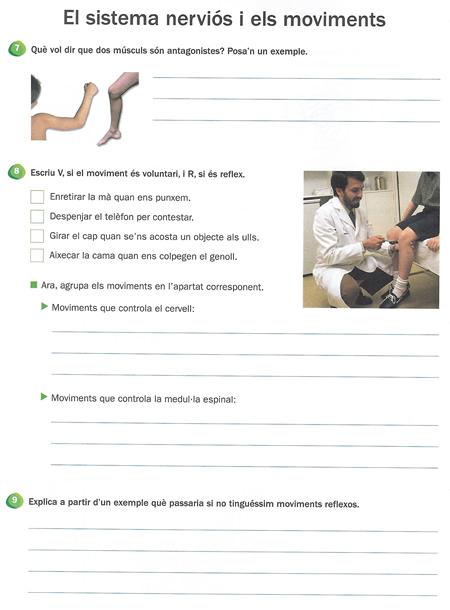 El sistema nerviós i els moviments
7 Què vol dir que dos músculs són antagonistes? Posa'n un exemple.
8 Escriu V, si el moviment és voluntari, i R, si és reflex.
Enretirar la mà quan ens punxem.
Despenjar el telèfon per contestar.
Girar el cap quan se'ns acosta un objecte als ulls.
Aixecar la cama quan ens colpegen el genoll.
Ara, agrupa els moviments en l'apartat corresponent.
Moviments que controla el cervell:
Moviments que controla la medul·la espinal:
9 Explica a partir d'un exemple què passaria si no tinguéssim moviments reflexos.